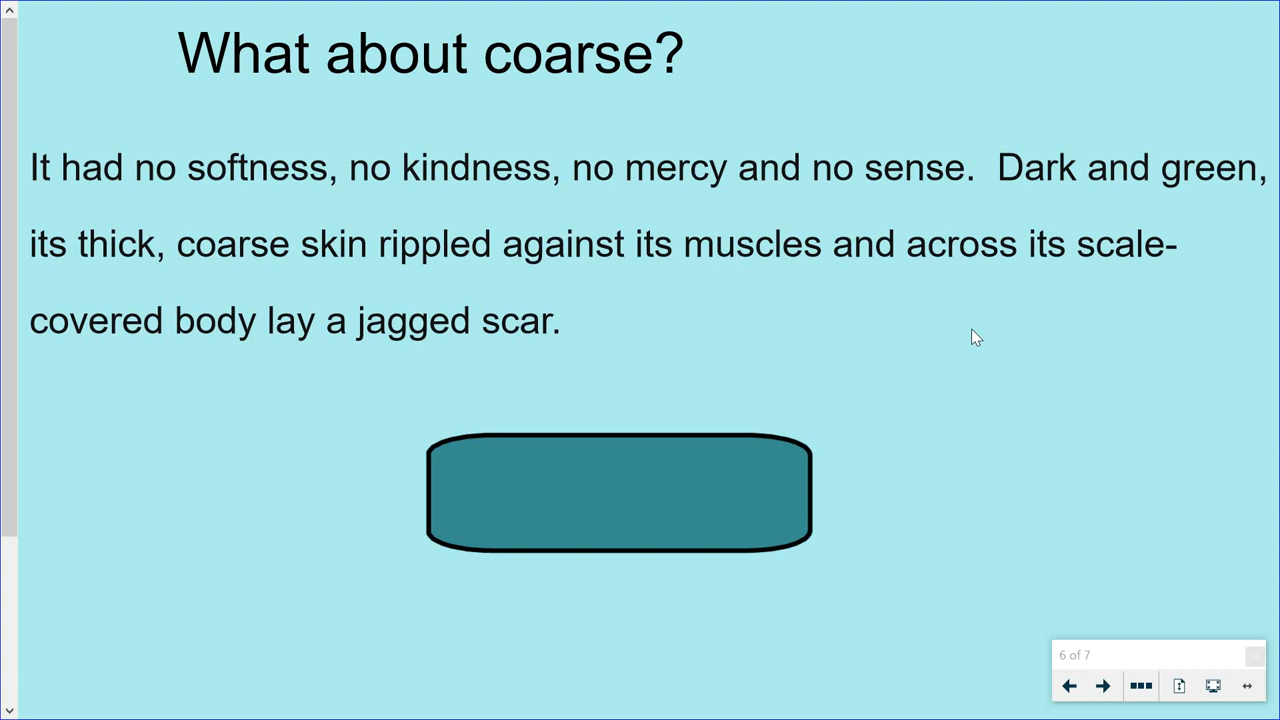 What about coarse?
It had no softness, no kindness, no mercy and no sense.  Dark and green,
its thick, coarse skin rippled against its muscles and across its scale-
covered body lay a jagged scar.
6 of 7